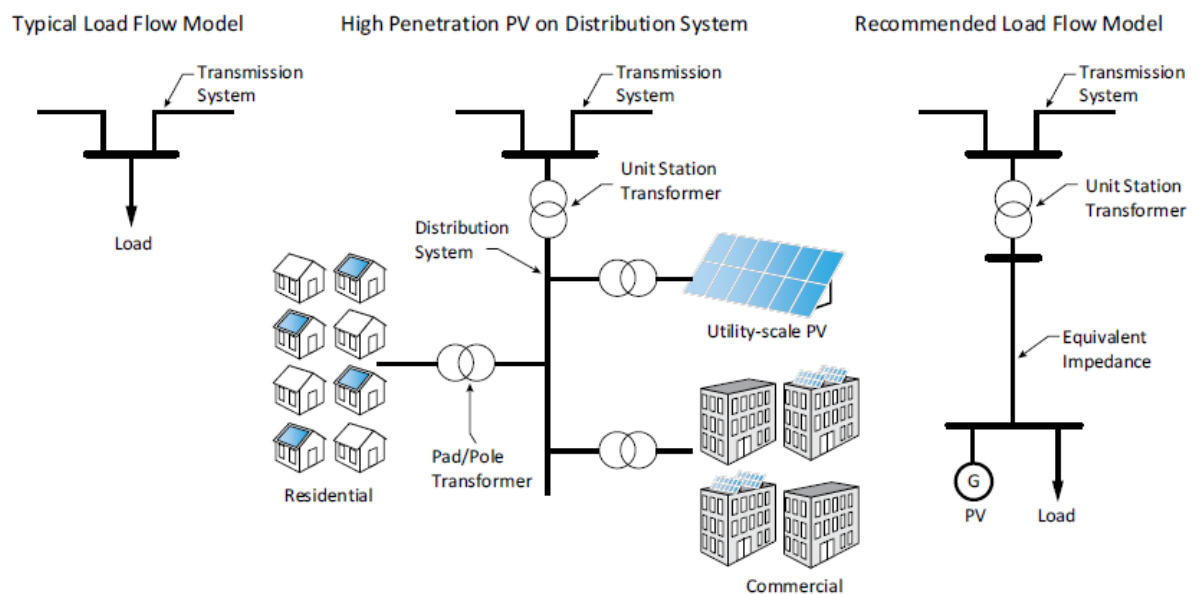 Typical Load Flow Model
High Penetration PV on Distribution System
Recommended Load Flow Model
Transmission
System
Load
Transmission
System
Unit Station
Transformer
Distribution
System
Utility-scale PV
Pad/Pole
Transformer
Residential
Commercial
Transmission
System
Unit Station
Transformer
Equivalent
Impedance
G
PV
Load